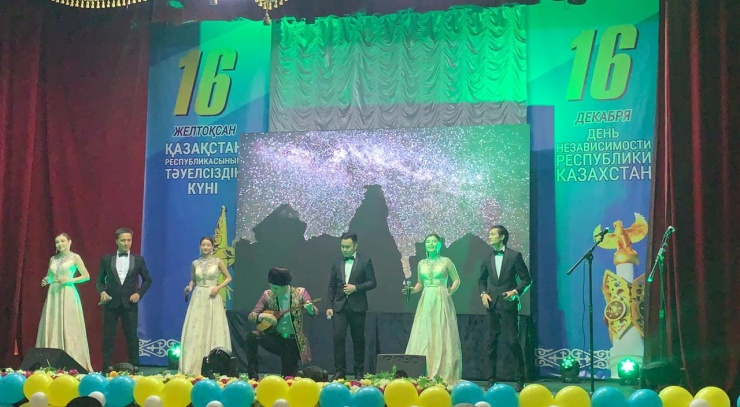 16
ЖЕЛТОҚСАН
ҚАЗАҚСТАН
РЕСПУБЛИКАСЫНЫҢ
ТӘУЕЛСІЗДІК
КҮНІ
16
ДЕКАБРЯ
ДЕНЬ
НЕЗАВИСИМОСТИ
РЕСПУБЛИКИ
КАЗАХСТАН